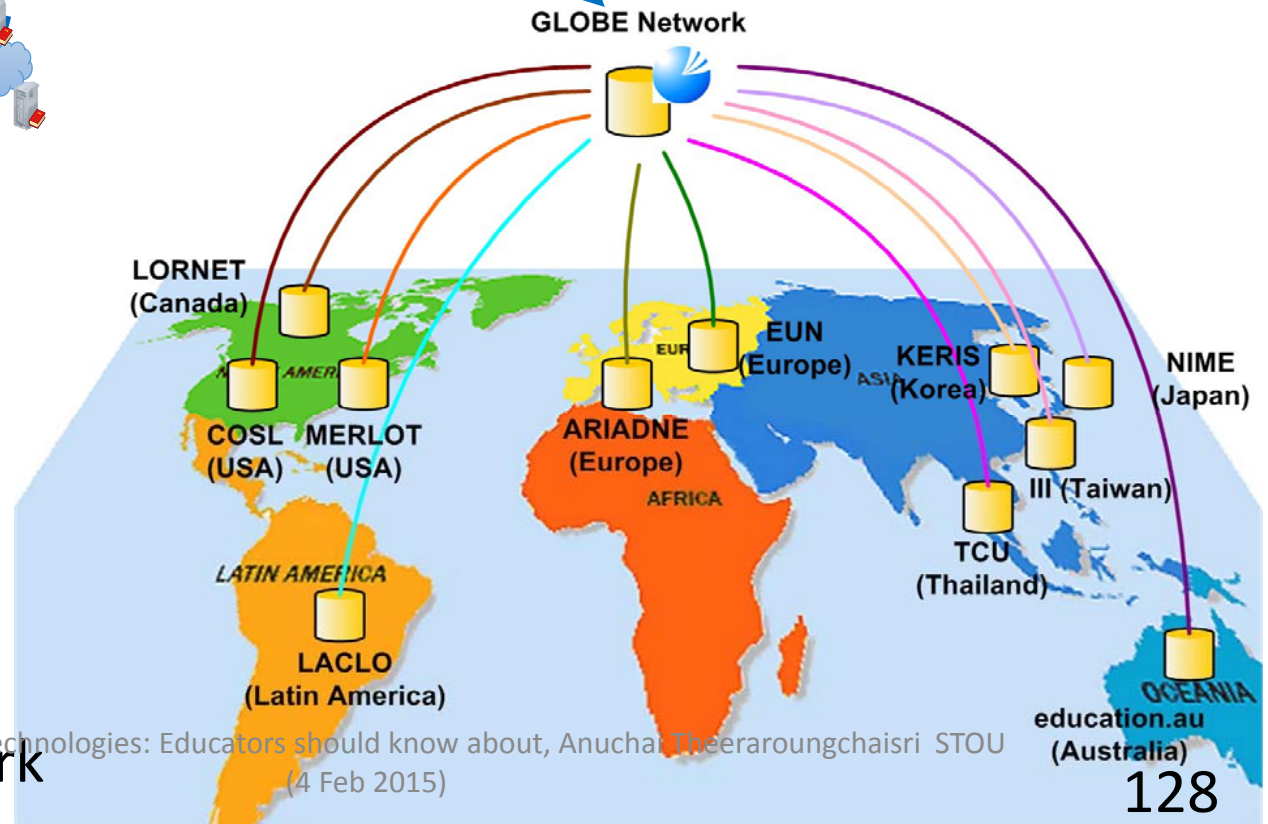 GLOBE Network
LORNET
(Canada)
EUN
(Europe)
KERIS
(Korea)
NIME
(Japan)
ASIA
COSL
(USA)
MERLOT
(USA)
ARIADNE
(Europe)
AFRICA
III (Taiwan)
TCU
(Thailand)
LATIN AMERICA
LACLO
(Latin America)
OCEANIA
education.au
(Australia)
echnologies: Educators should know about, Anuchai Theeraroungchaisri STOU
(4 Feb 2015)
rk
128